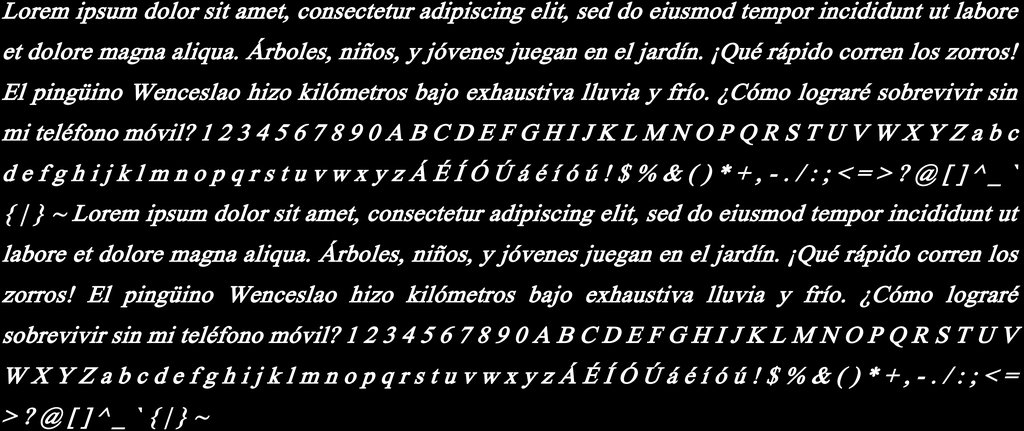 Lorem ipsum dolor sit amet, consectetur adipiscing elit, sed do eiusmod tempor incididunt ut labore
et dolore magna aliqua. Árboles, niños, y jóvenes juegan en el jardín. ¡Qué rápido corren los zorros!
El pingüino Wenceslao hizo kilómetros bajo exhaustiva lluvia y frío. ¿Cómo lograré sobrevivir sin
mi teléfono móvil? 1 2 3 4 5 6 7 8 9 0 A B C D E F G H I J K L M N O P Q R S T U V W X Y Z a b c
d e f g h i j k l m n o p q r s t u v w x y z Á É Í Ó Ú á é í ó ú ! $ % & ( ) * + , - . / : ; < = > ? @ [ ] ^ _ `
{ | } ~ Lorem ipsum dolor sit amet, consectetur adipiscing elit, sed do eiusmod tempor incididunt ut
labore et dolore magna aliqua. Árboles, niños, y jóvenes juegan en el jardín. ¡Qué rápido corren los
zorros! El pingüino Wenceslao hizo kilómetros bajo exhaustiva lluvia y frío. ¿Cómo lograré
sobrevivir sin mi teléfono móvil? 1 2 3 4 5 6 7 8 9 0 A B C D E F G H I J K L M N O P Q R S T U V
W X Y Z a b c d e f g h i j k l m n o p q r s t u v w x y z Á É Í Ó Ú á é í ó ú ! $ % & ( ) * + , - . / : ; < =
> ? @ [ ] ^ _ ` { | } ~